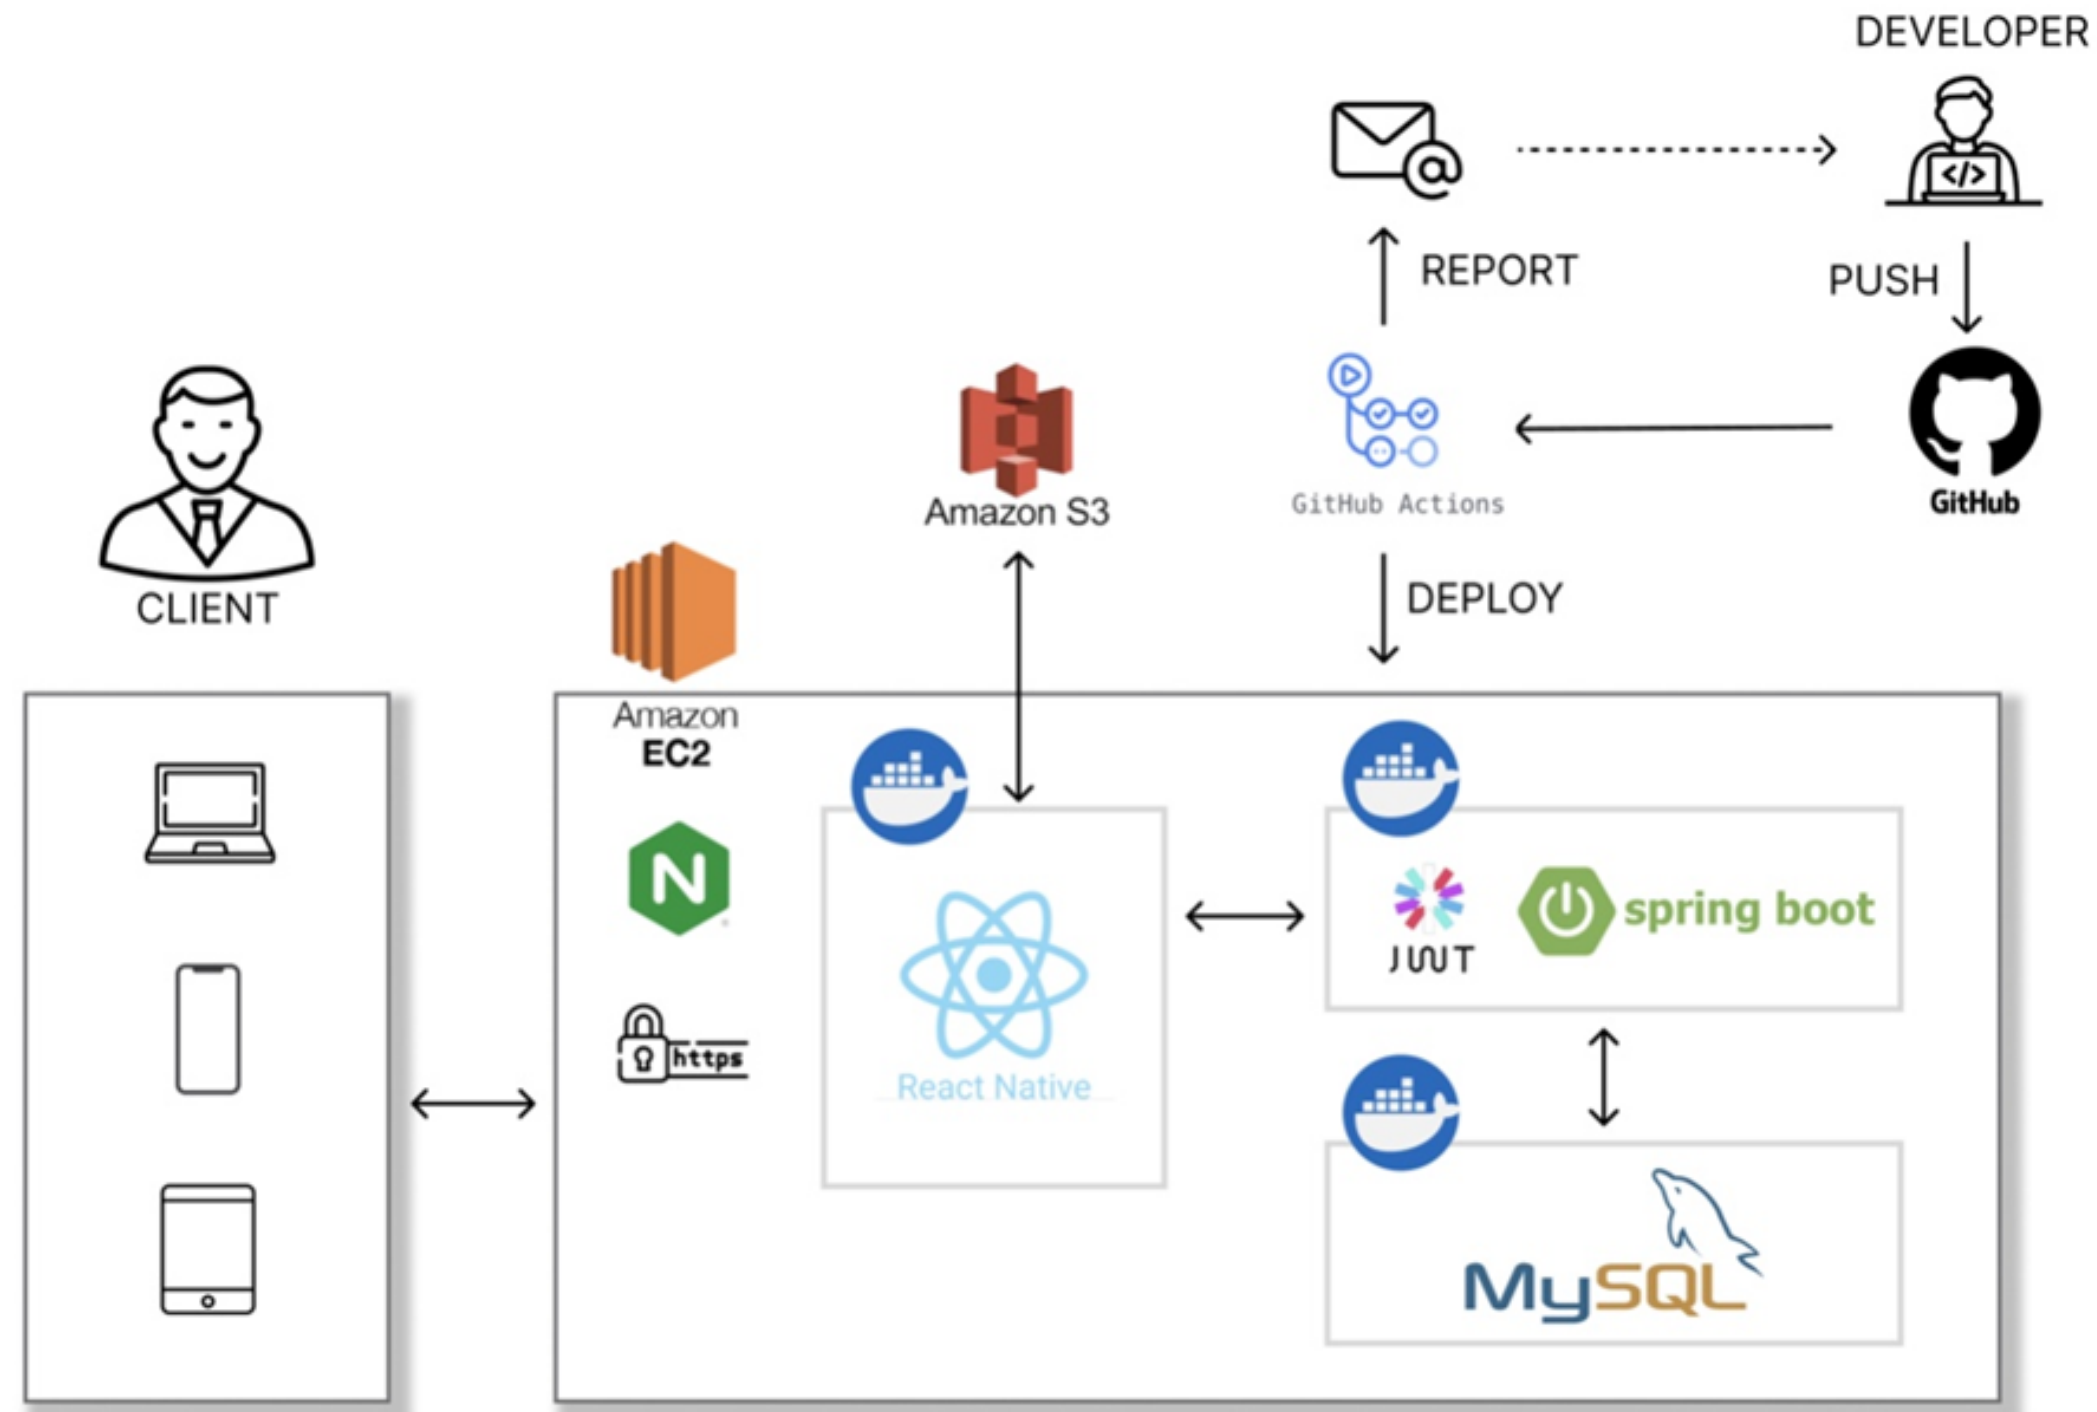 DEVELOPER
</>
REPORT
PUSH
GitHub Actions
GitHub
Amazon S3
CLIENT
DEPLOY
Amazon
EC2
N
https
React Native
JWT
spring boot
MySQL